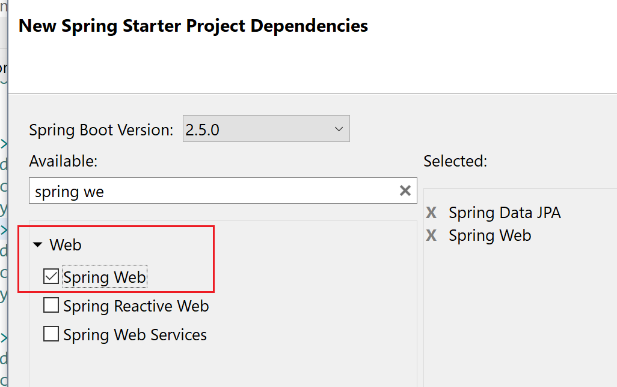 New Spring Starter Project Dependencies
Spring Boot Version: 2.5.0
Available:
Selected:
spring we
Web
Spring Web
Spring Reactive Web
Spring Web Services
X Spring Data JPA
X Spring Web